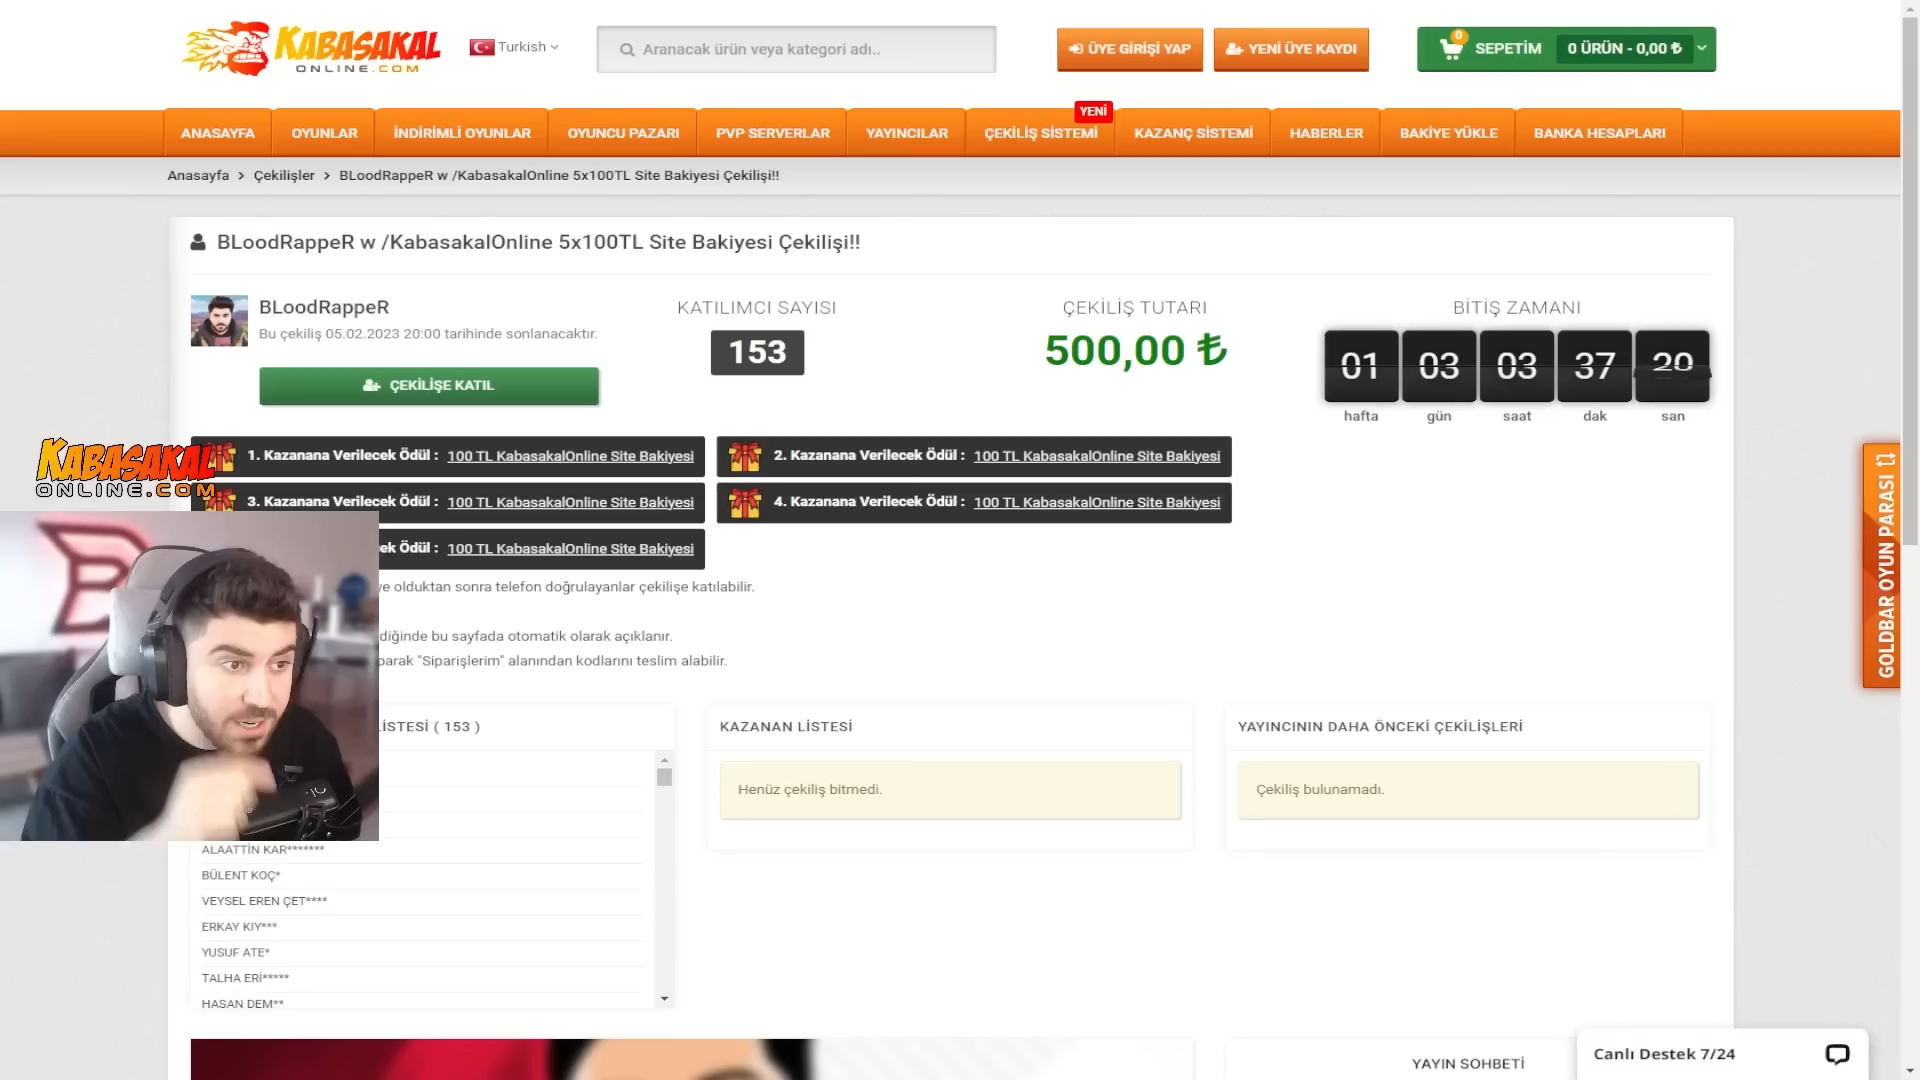 KABASAKAL
ONLINE.COM
Turkish
Aranacak ürün veya kategori adı..
ÜYE GİRİŞİ YAP
YENİ ÜYE KAYDI
0
SEPETİM
0 ÜRÜN - 0,00 ₺
YENİ
ANASAYFA
OYUNLAR
İNDİRİMLİ OYUNLAR
OYUNCU PAZARI
PVP SERVERLAR
YAYINCILAR
ÇEKİLİŞ SİSTEMİ
KAZANÇ SİSTEMİ
HABERLER
BAKİYE YÜKLE
BANKA HESAPLARI
Anasayfa > Çekilişler > BLoodRappeR w /KabasakalOnline 5x100TL Site Bakiyesi Çekilişi!!
BLoodRappeR w /KabasakalOnline 5x100TL Site Bakiyesi Çekilişi!!
BLoodRappeR
Bu çekiliş 05.02.2023 20:00 tarihinde sonlanacaktır.
ÇEKİLİŞE KATIL
KATILIMCI SAYISI
153
ÇEKİLİŞ TUTARI
500,00 ₺
BİTİŞ ZAMANI
01 03 03 37
hafta gün saat dak san
1. Kazanana Verilecek Ödül : 100 TL KabasakalOnline Site Bakiyesi
2. Kazanana Verilecek Ödül : 100 TL KabasakalOnline Site Bakiyesi
3. Kazanana Verilecek Ödül : 100 TL KabasakalOnline Site Bakiyesi
4. Kazanana Verilecek Ödül : 100 TL KabasakalOnline Site Bakiyesi
Ödül : 100 TL KabasakalOnline Site Bakiyesi
KABASAKAL
ONLINE.COM
olduktan sonra telefon doğrulayanlar çekilişe katılabilir.
bu sayfada otomatik olarak açıklanır.
"Siparişlerim" alanından kodlarını teslim alabilir.
( 153 )
ALAATTİN KAR*******
BÜLENT KOÇ*
VEYSEL EREN ÇET****
ERKAY KIY***
YUSUF ATE*
TALHA ERİ*****
HASAN DEM**
KAZANAN LİSTESİ
Henüz çekiliş bitmedi.
YAYINCININ DAHA ÖNCEKİ ÇEKİLİŞLERİ
Çekiliş bulunamadı.
GOLDBAR OYUN PARASI
YAYIN SOHBETİ
Canlı Destek 7/24